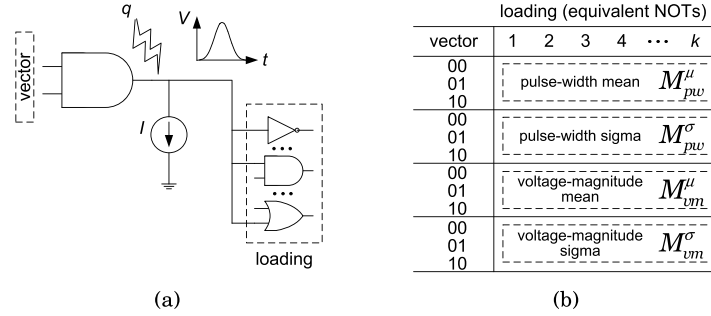 q
V
t
vector
I
loading
(a)
loading (equivalent NOTs)
vector 1 2 3 4 ••• k
00
01
10
pulse-width mean M^μ_pw
00
01
10
pulse-width sigma M^σ_pw
00
01
10
voltage-magnitude
mean M^μ_vm
00
01
10
voltage-magnitude
sigma M^σ_vm
(b)